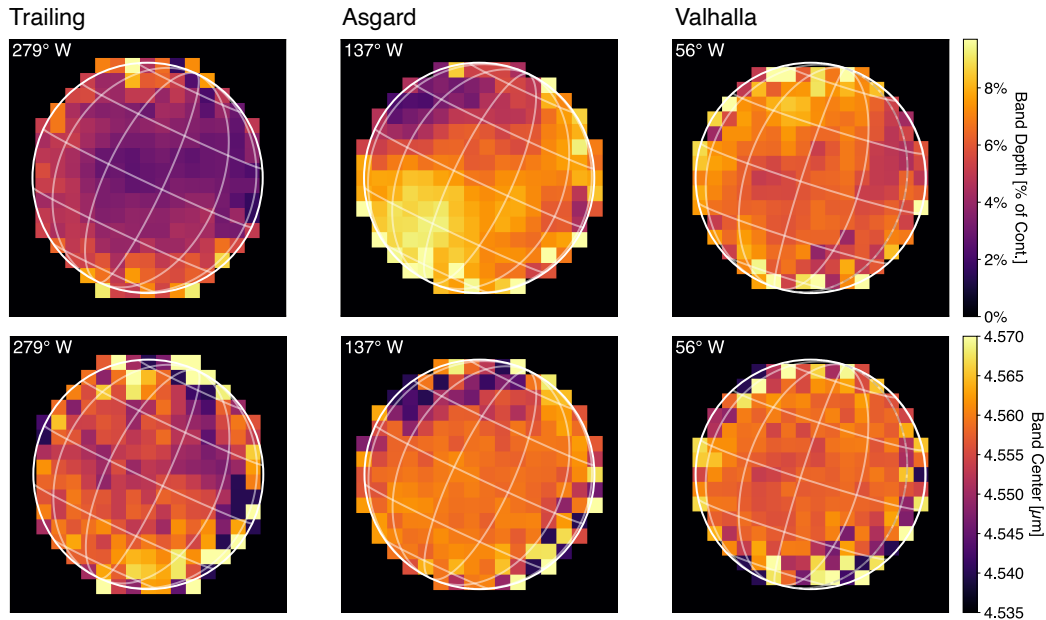 Trailing
Asgard
Valhalla
279° W
137° W
56° W
8%
6%
4%
2%
0%
Band Depth [% of Cont.]
279° W
137° W
56° W
4.570
4.565
4.560
4.555
4.550
4.545
4.540
4.535
Band Center [μm]